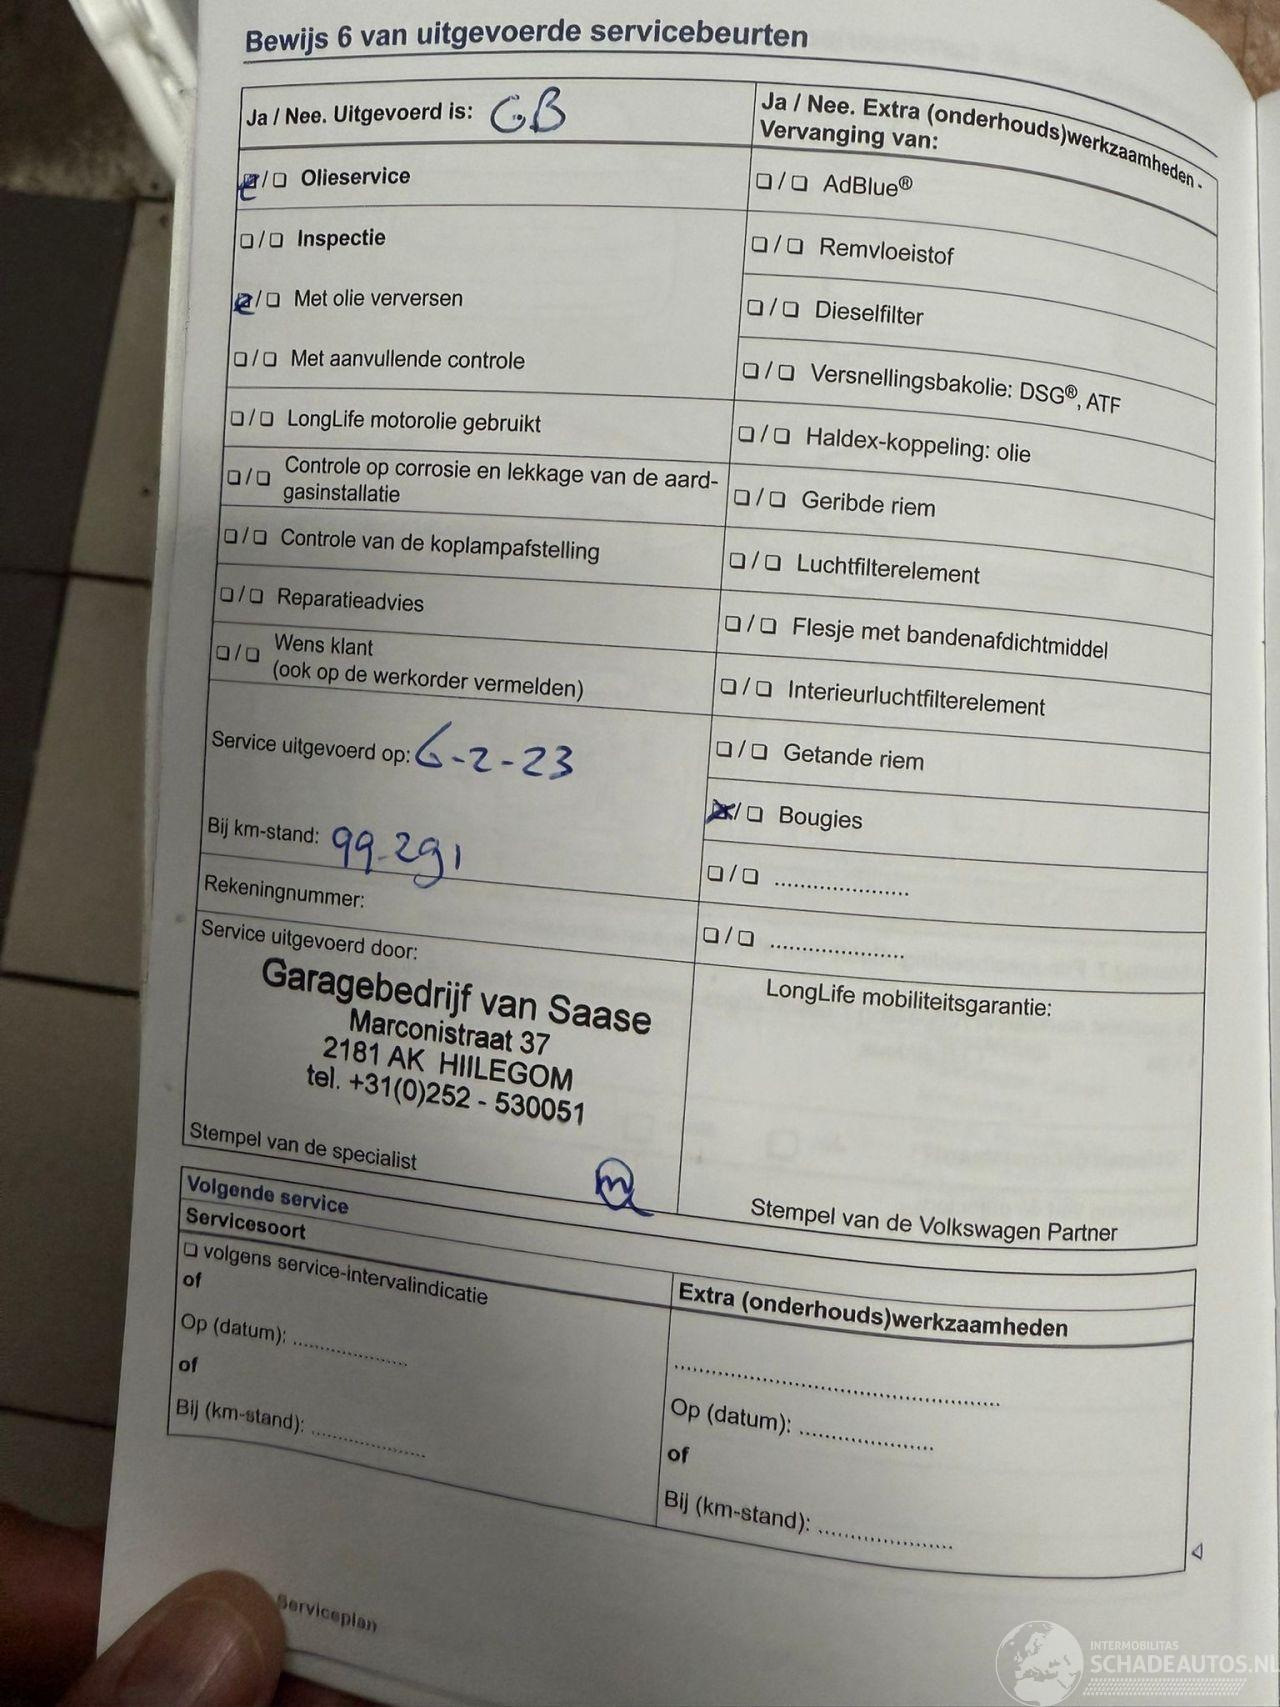 Bewijs 6 van uitgevoerde servicebeurten
Ja / Nee. Uitgevoerd is: GB
❏/❏ Olieservice
❏/❏ Inspectie
❏/❏ Met olie verversen
❏/❏ Met aanvullende controle
❏/❏ LongLife motorolie gebruikt
❏/❏ Controle op corrosie en lekkage van de aard-
gasinstallatie
❏/❏ Controle van de koplampafstelling
❏/❏ Reparatieadvies
❏/❏ Wens klant
(ook op de werkorder vermelden)
Service uitgevoerd op: 6-2-23
Bij km-stand: 99.291
Rekeningnummer:
Service uitgevoerd door:
Garagebedrijf van Saase
Marconistraat 37
2181 AK HIILEGOM
tel. +31(0)252 - 530051
Stempel van de specialist
Ja / Nee. Extra (onderhouds)werkzaamheden -
Vervanging van:
❏/❏ AdBlue®
❏/❏ Remvloeistof
❏/❏ Dieselfilter
❏/❏ Versnellingsbakolie: DSG®, ATF
❏/❏ Haldex-koppeling: olie
❏/❏ Geribde riem
❏/❏ Luchtfilterelement
❏/❏ Flesje met bandenafdichtmiddel
❏/❏ Interieurluchtfilterelement
❏/❏ Getande riem
❏/❏ Bougies
❏/❏ .....................
❏/❏ .....................
LongLife mobiliteitsgarantie:
Stempel van de Volkswagen Partner
Volgende service
Servicesoort
❏ volgens service-intervalindicatie
of
Op (datum): ....................
of
Bij (km-stand): ....................
Extra (onderhouds)werkzaamheden
....................................................
Op (datum): .....................
of
Bij (km-stand): .....................
Serviceplan
INTERMOBILITAS
SCHADEAUTOS.NL